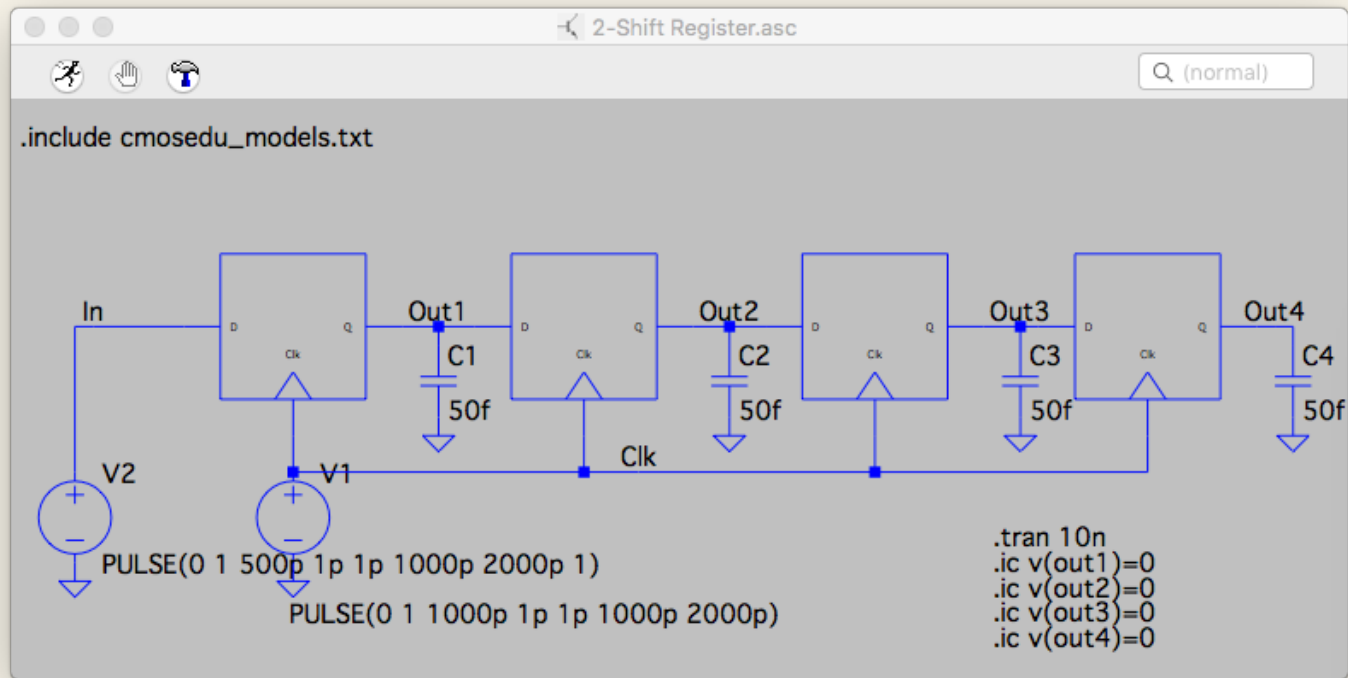 2-Shift Register.asc
(normal)
.include cmosedu_models.txt
In
D
Q
Clk
Out1
D
Q
Clk
Out2
D
Q
Clk
Out3
D
Q
Clk
Out4
C1
50f
C2
50f
C3
50f
C4
50f
Clk
V2
V1
PULSE(0 1 500p 1p 1p 1000p 2000p 1)
PULSE(0 1 1000p 1p 1p 1000p 2000p)
.tran 10n
.ic v(out1)=0
.ic v(out2)=0
.ic v(out3)=0
.ic v(out4)=0